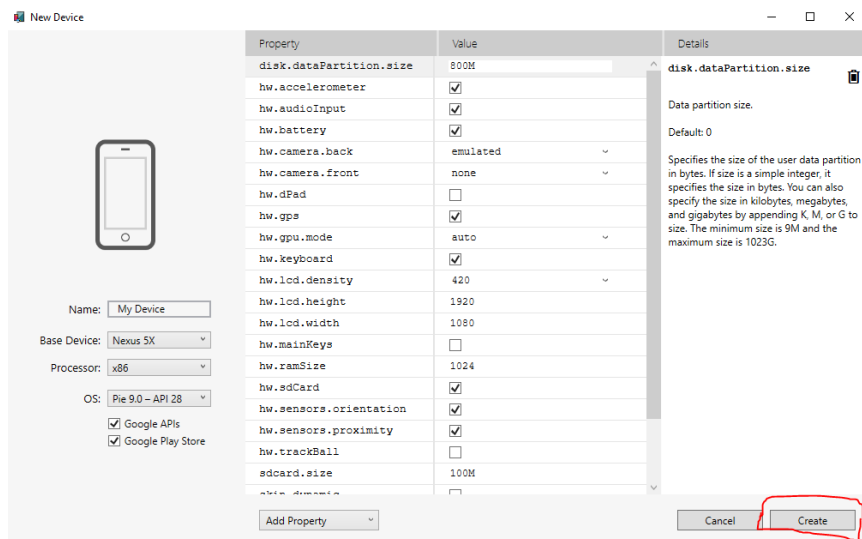 New Device
Name: My Device
Base Device: Nexus 5X
Processor: x86
OS: Pie 9.0 – API 28
Google APIs
Google Play Store
Property Value
disk.dataPartition.size 800M
hw.accelerometer
hw.audioInput
hw.battery
hw.camera.back emulated
hw.camera.front none
hw.dPad
hw.gps
hw.gpu.mode auto
hw.keyboard
hw.lcd.density 420
hw.lcd.height 1920
hw.lcd.width 1080
hw.mainKeys
hw.ramSize 1024
hw.sdCard
hw.sensors.orientation
hw.sensors.proximity
hw.trackBall
sdcard.size 100M
skin.dynamic
Add Property
Details
disk.dataPartition.size
Data partition size.
Default: 0
Specifies the size of the user data partition
in bytes. If size is a simple integer, it
specifies the size in bytes. You can also
specify the size in kilobytes, megabytes,
and gigabytes by appending K, M, or G to
size. The minimum size is 9M and the
maximum size is 1023G.
Cancel Create